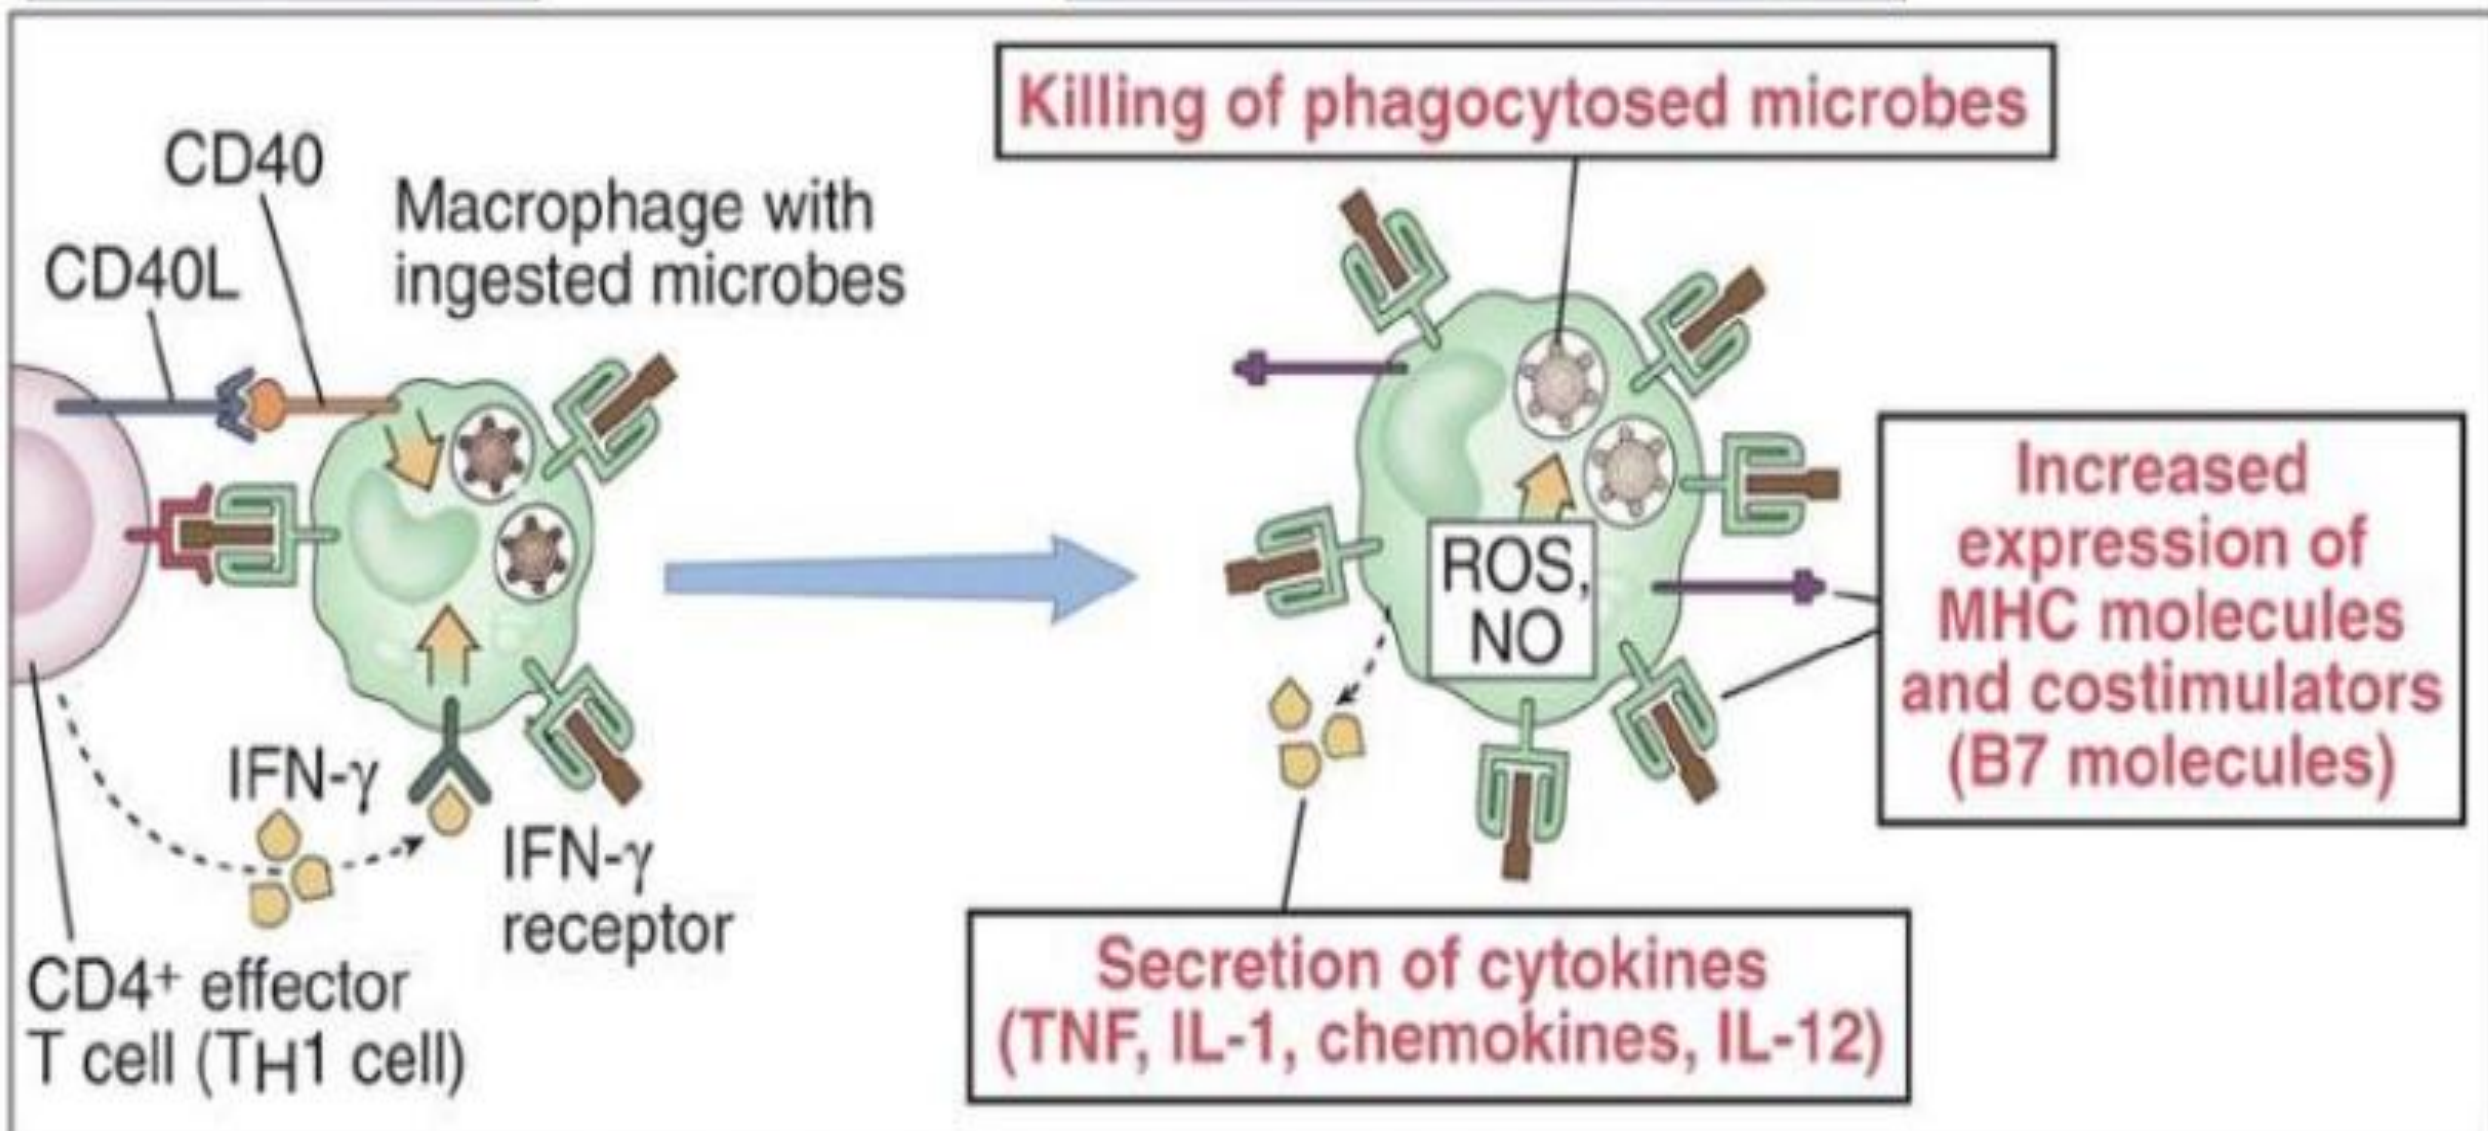 Killing of phagocytosed microbes
CD40
CD40L
Macrophage with
ingested microbes
Increased
expression of
MHC molecules
and costimulators
(B7 molecules)
ROS,
NO
IFN-γ
IFN-γ
receptor
CD4+ effector
T cell (TH1 cell)
Secretion of cytokines
(TNF, IL-1, chemokines, IL-12)